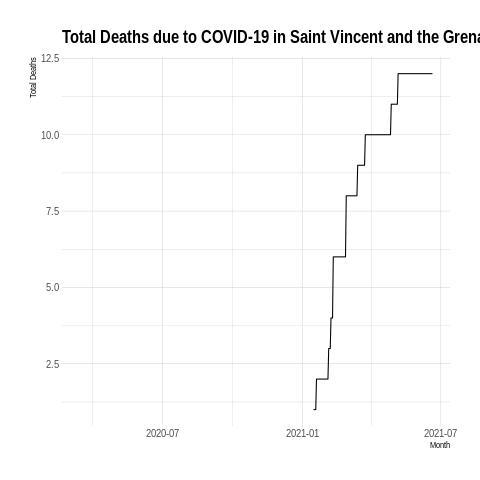 Total Deaths due to COVID-19 in Saint Vincent and the Grena
Total Deaths
12.5
10.0
7.5
5.0
2.5
2020-07
2021-01
2021-07
Month